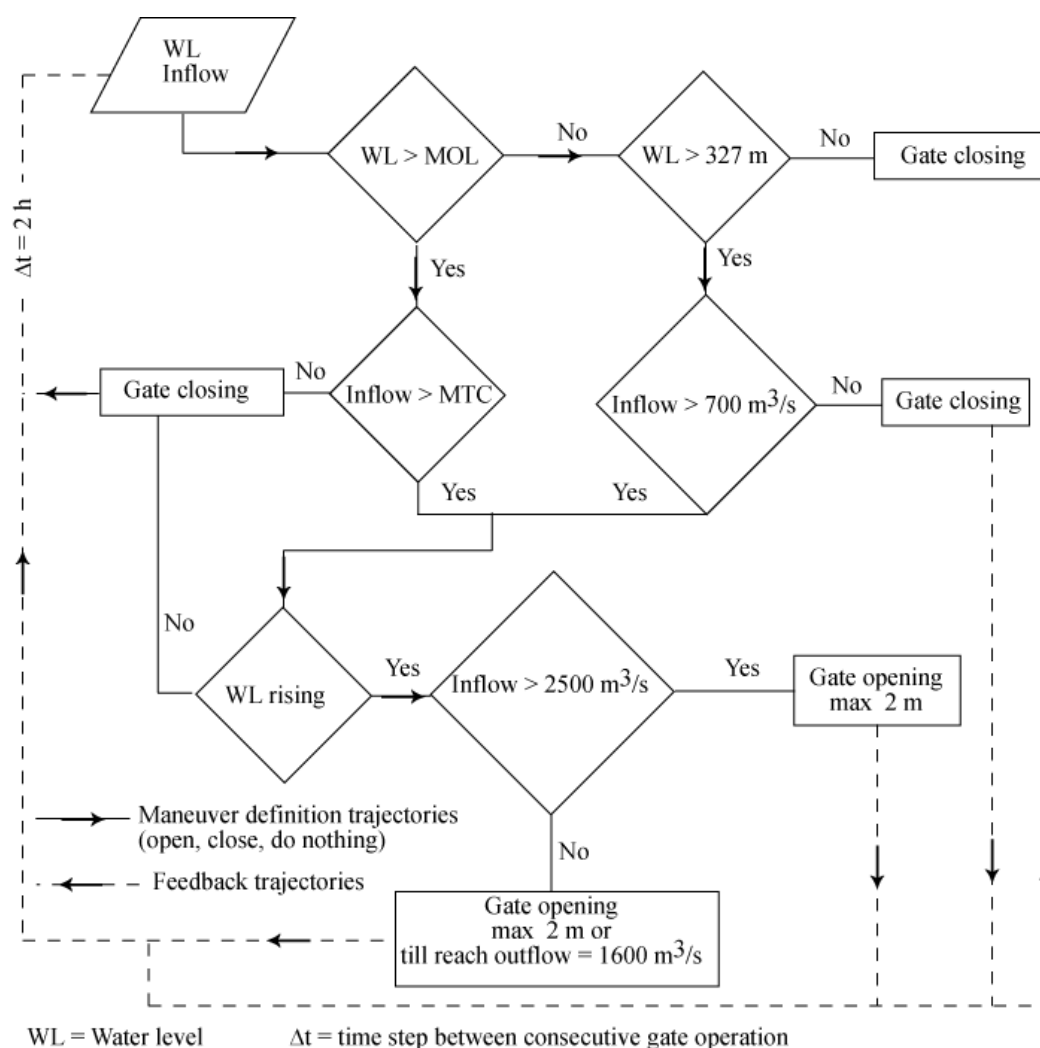 WL
Inflow
WL > MOL
No
WL > 327 m
No
Gate closing
Δt = 2 h
Yes
Yes
Gate closing
No
Inflow > MTC
Inflow > 700 m³/s
No
Gate closing
Yes
Yes
No
WL rising
Yes
Inflow > 2500 m³/s
Yes
Gate opening
max 2 m
Maneuver definition trajectories
(open, close, do nothing)
No
Feedback trajectories
Gate opening
max 2 m or
till reach outflow = 1600 m³/s
WL = Water level
Δt = time step between consecutive gate operation